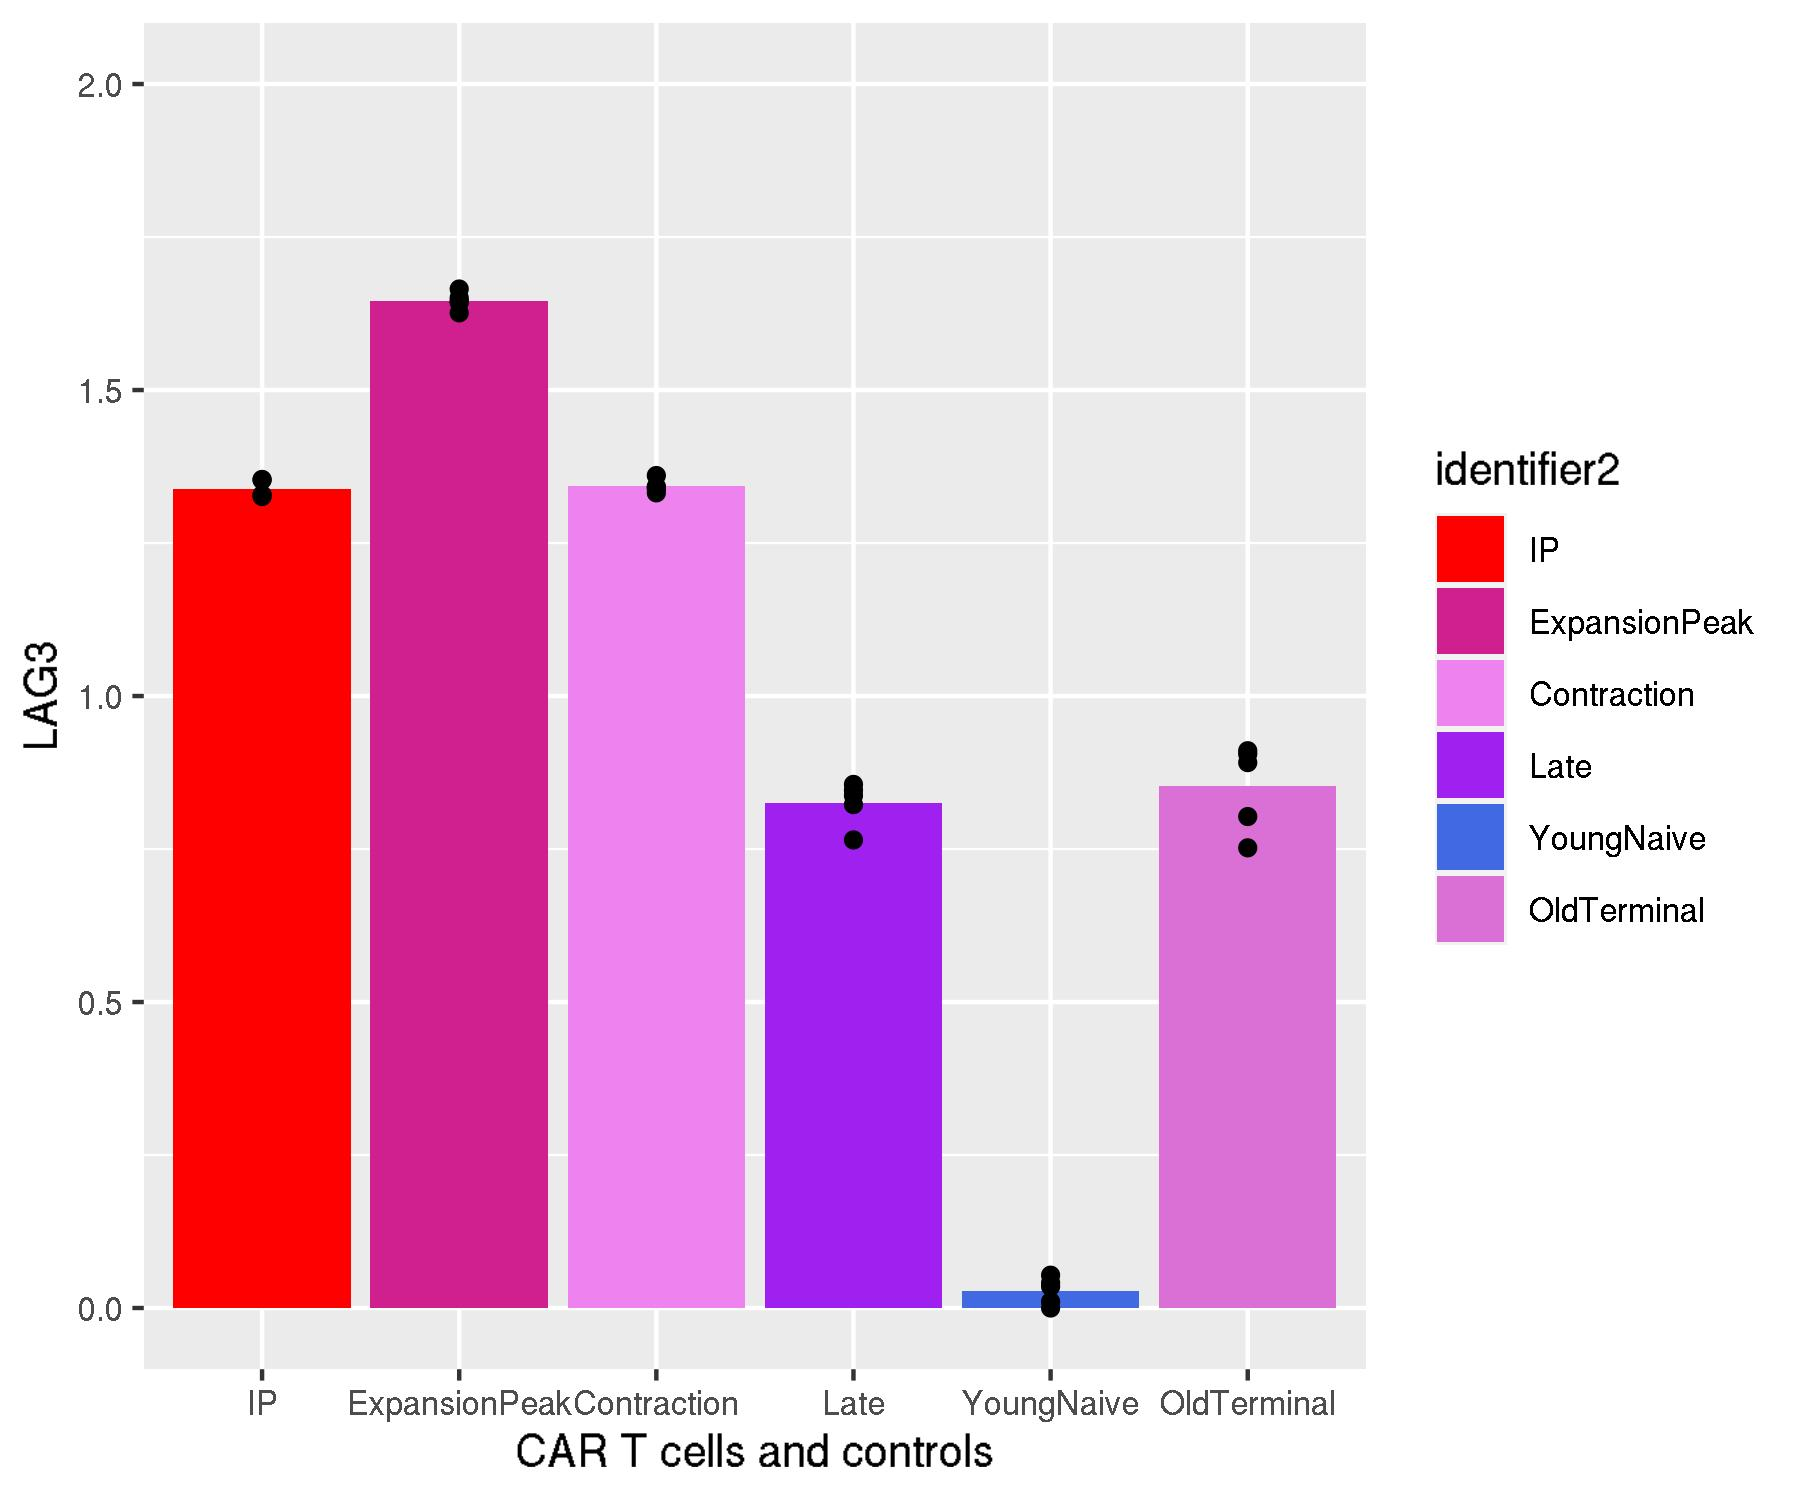 2.0
1.5
1.0
0.5
0.0
LAG3
IP ExpansionPeak Contraction Late YoungNaive OldTerminal
CAR T cells and controls
identifier2
IP
ExpansionPeak
Contraction
Late
YoungNaive
OldTerminal